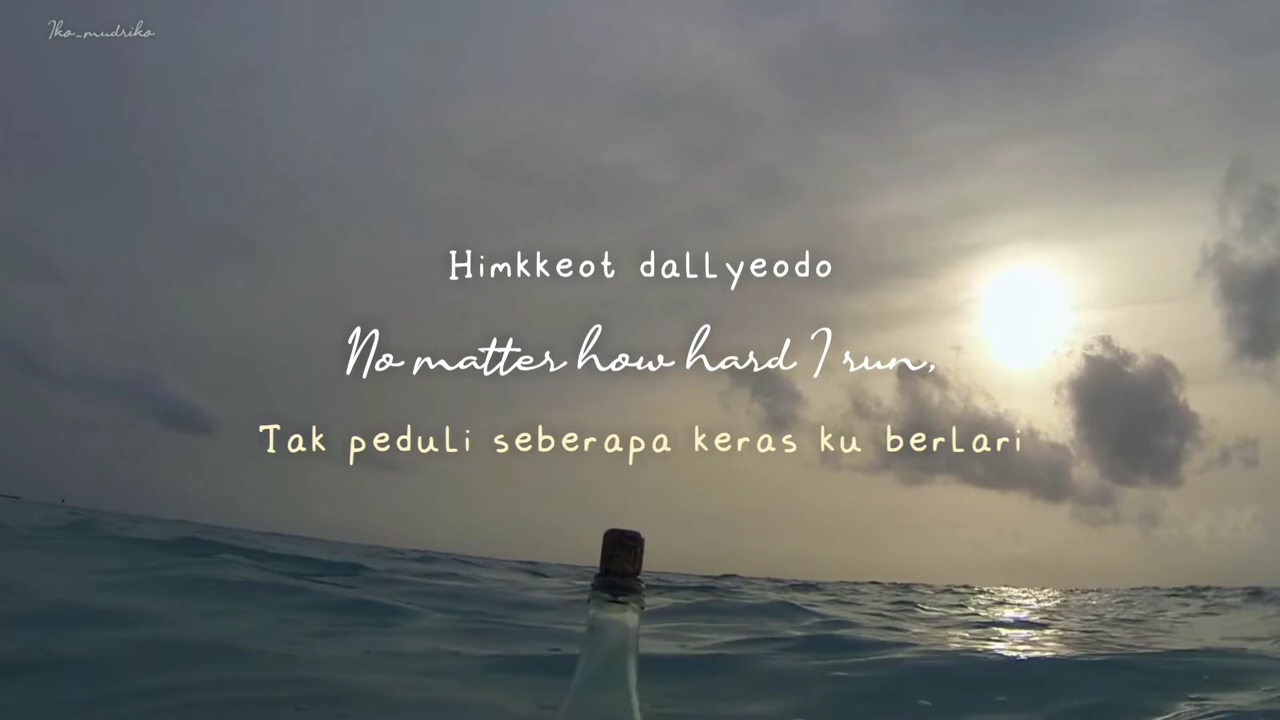 Iko_mudriko
Himkkeot dallyeodo
No matter how hard I run,
Tak peduli seberapa keras ku berlari